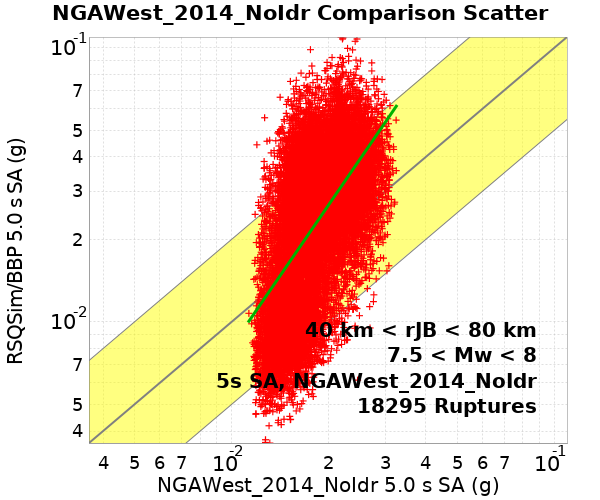 NGAWest_2014_NoIdr Comparison Scatter
10^-1
7
5
4
3
2
10^-2
7
5
4
RSQSim/BBP 5.0 s SA (g)
40 km < rJB < 80 km
7.5 < Mw < 8
5s SA, NGAWest_2014_NoIdr
18295 Ruptures
4 5 6 7 10^-2 2 3 4 5 6 7 10^-1
NGAWest_2014_NoIdr 5.0 s SA (g)